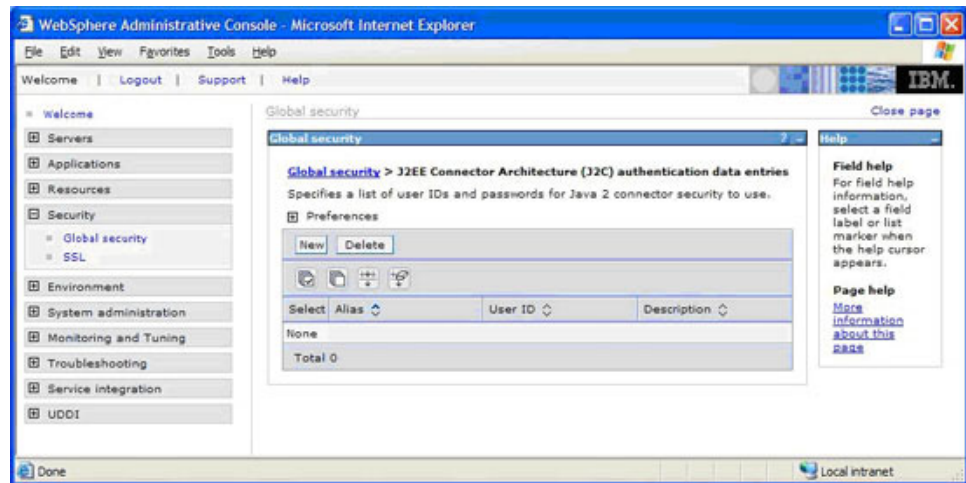 WebSphere Administrative Console - Microsoft Internet Explorer
File Edit View Favorites Tools Help
Welcome | Logout | Support | Help IBM.
Welcome
Servers
Applications
Resources
Security
Global security
SSL
Environment
System administration
Monitoring and Tuning
Troubleshooting
Service integration
UDDI
Global security Close page
Global security ? -
Global security > J2EE Connector Architecture (J2C) authentication data entries
Specifies a list of user IDs and passwords for Java 2 connector security to use.
Preferences
New Delete
Select Alias User ID Description
None
Total 0
Help -
Field help
For field help
information,
select a field
label or list
marker when
the help cursor
appears.
Page help
More
information
about this
page
Done Local intranet